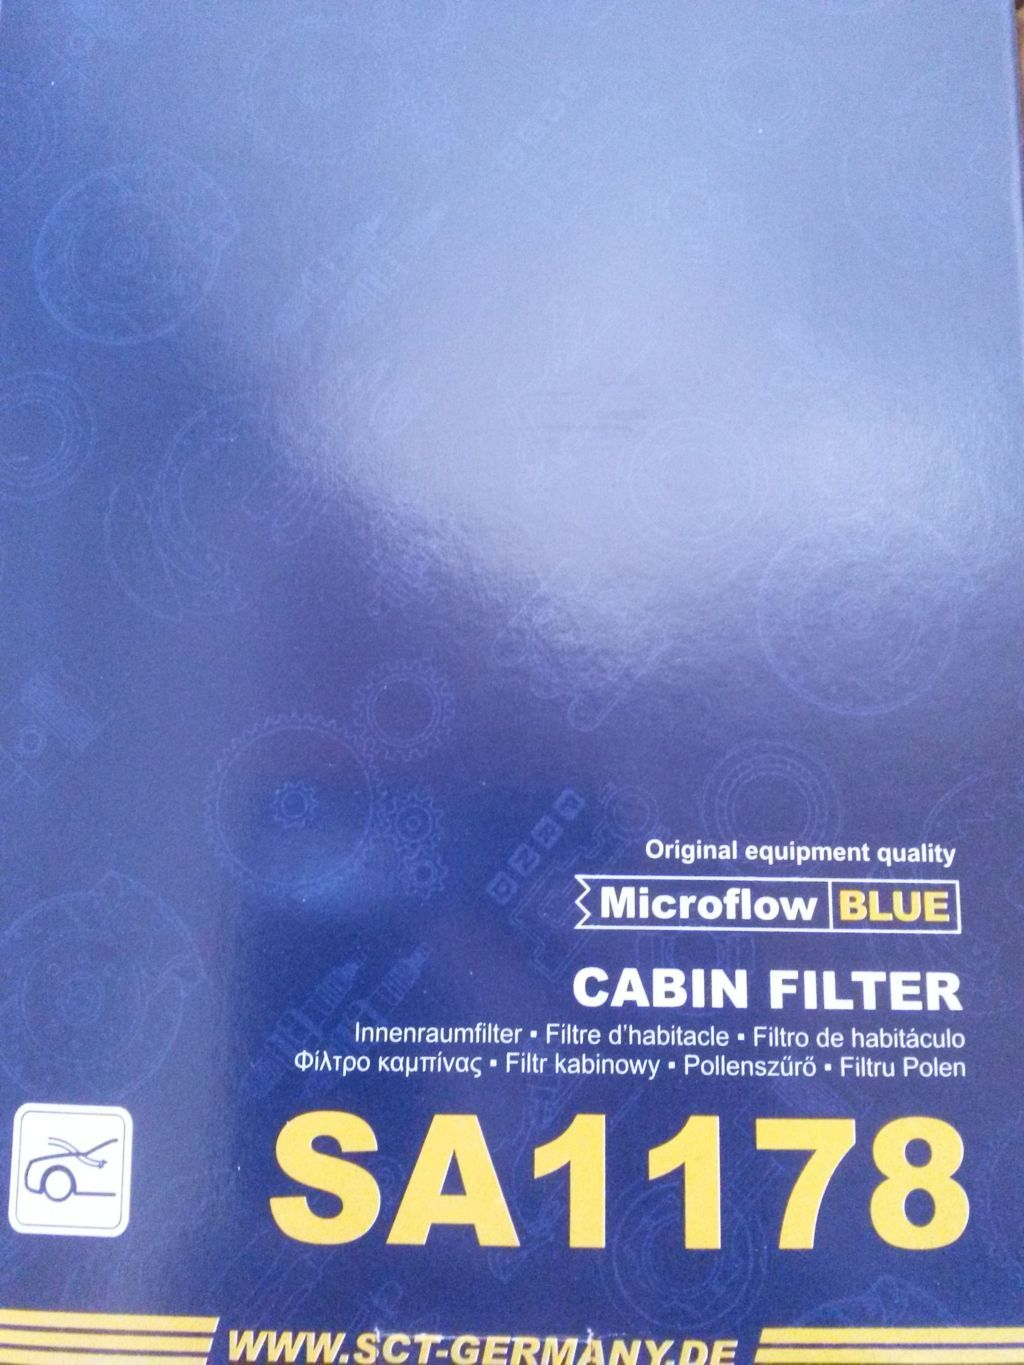 Original equipment quality
Microflow BLUE
CABIN FILTER
Innenraumfilter ▪ Filtre d'habitacle ▪ Filtro de habitáculo
Φίλτρο καμπίνας ▪ Filtr kabinowy ▪ Pollenszűrő ▪ Filtru Polen
SA1178
WWW.SCT-GERMANY.DE